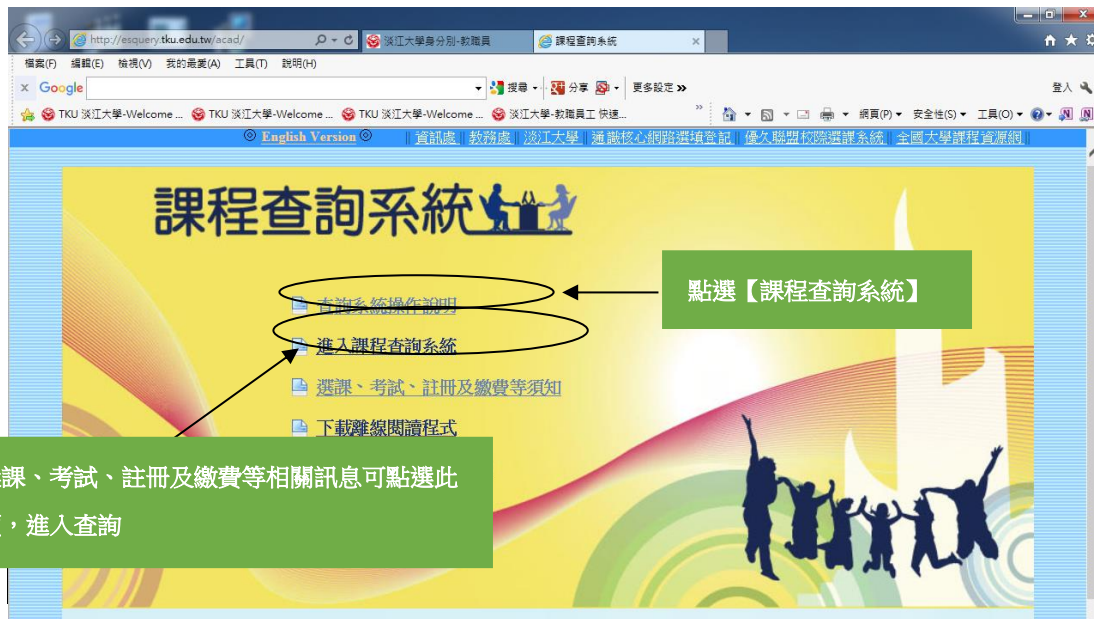 http://esquery.tku.edu.tw/acad/
淡江大學身分別-教職員
課程查詢系統
檔案(F) 編輯(E) 檢視(V) 我的最愛(A) 工具(T) 說明(H)
x Google 搜尋 分享 更多設定 » 登入
TKU 淡江大學-Welcome ... TKU 淡江大學-Welcome ... TKU 淡江大學-Welcome ... 淡江大學-教職員工 快速... » 網頁(P) 安全性(S) 工具(O)
◎ English Version ◎ || 資訊處 || 教務處 || 淡江大學 || 通識核心網路選填登記 || 優久聯盟校院選課系統 || 全國大學課程資源網 ||
課程查詢系統
點選【課程查詢系統】
查詢系統操作說明
進入課程查詢系統
選課、考試、註冊及繳費等須知
下載離線閱讀程式
課、考試、註冊及繳費等相關訊息可點選此
,進入查詢